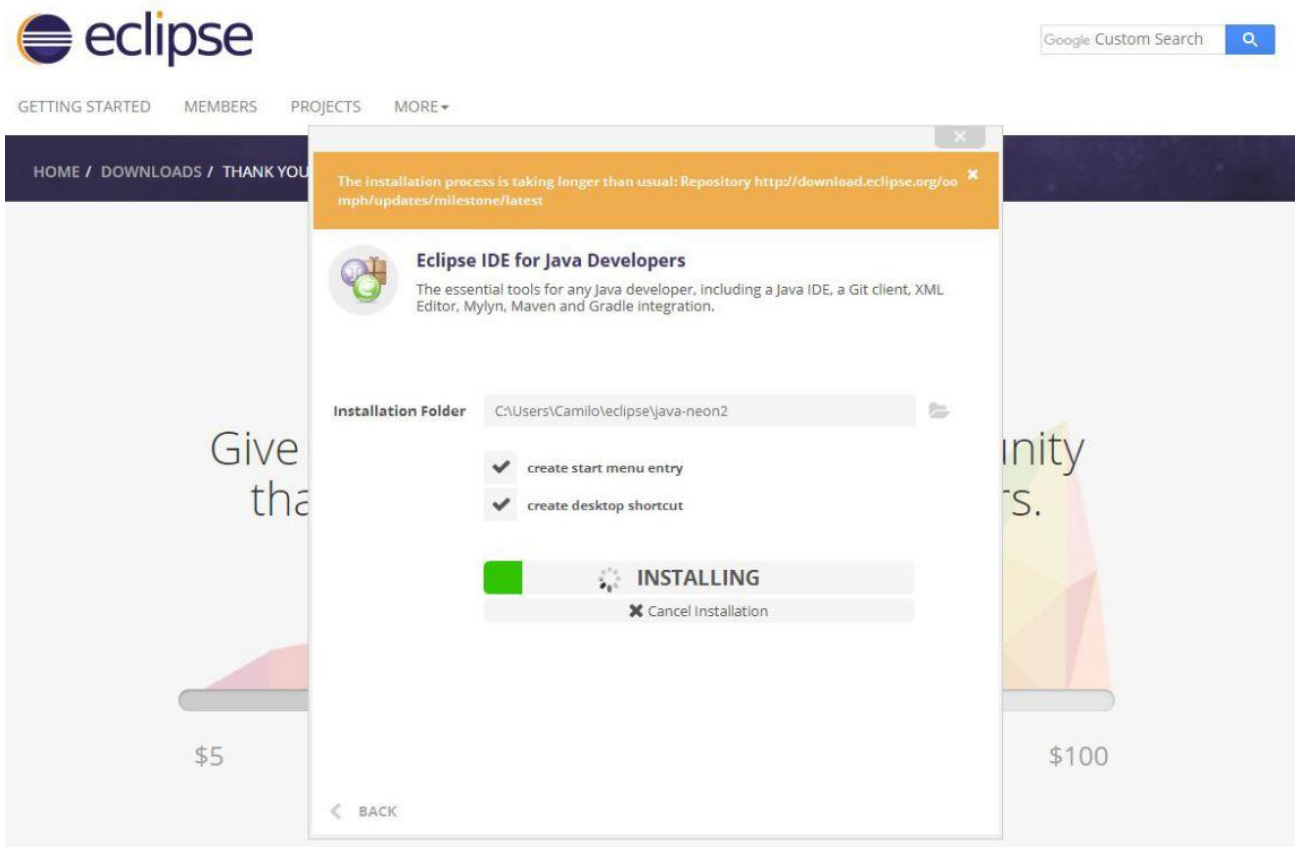 eclipse
Google Custom Search
GETTING STARTED MEMBERS PROJECTS MORE
HOME / DOWNLOADS / THANK YOU
The installation process is taking longer than usual: Repository http://download.eclipse.org/oo
mph/updates/milestone/latest
Eclipse IDE for Java Developers
The essential tools for any Java developer, including a Java IDE, a Git client, XML
Editor, Mylyn, Maven and Gradle integration.
Installation Folder C:\Users\Camilo\eclipse\java-neon2
create start menu entry
Give
create desktop shortcut
INSTALLING
Cancel Installation
$5 $100
BACK